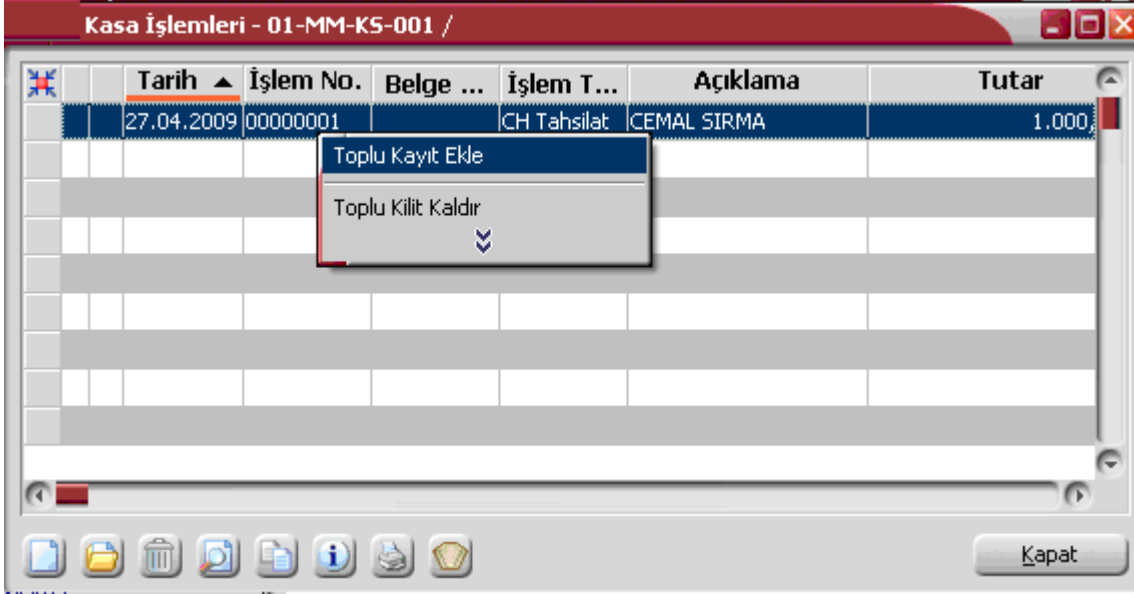 Kasa İşlemleri - 01-MM-KS-001 /
Tarih İşlem No. Belge ... İşlem T... Açıklama Tutar
27.04.2009 00000001 CH Tahsilat CEMAL SIRMA 1.000,
Toplu Kayıt Ekle
Toplu Kilit Kaldır
Kapat